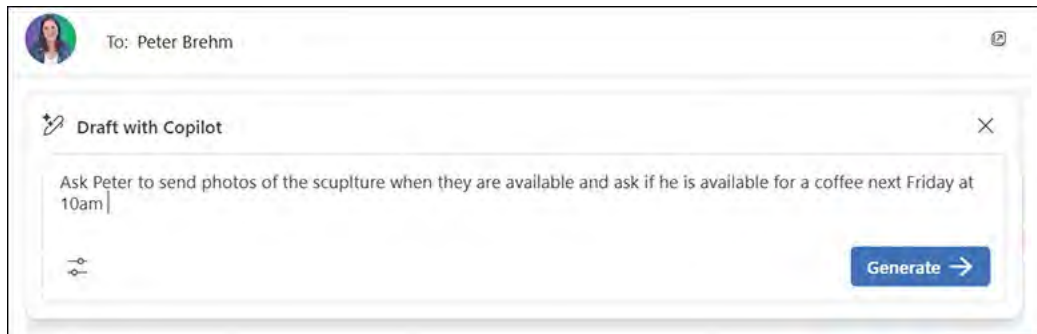 To: Peter Brehm
Draft with Copilot
Ask Peter to send photos of the scuplture when they are available and ask if he is available for a coffee next Friday at
10am
Generate